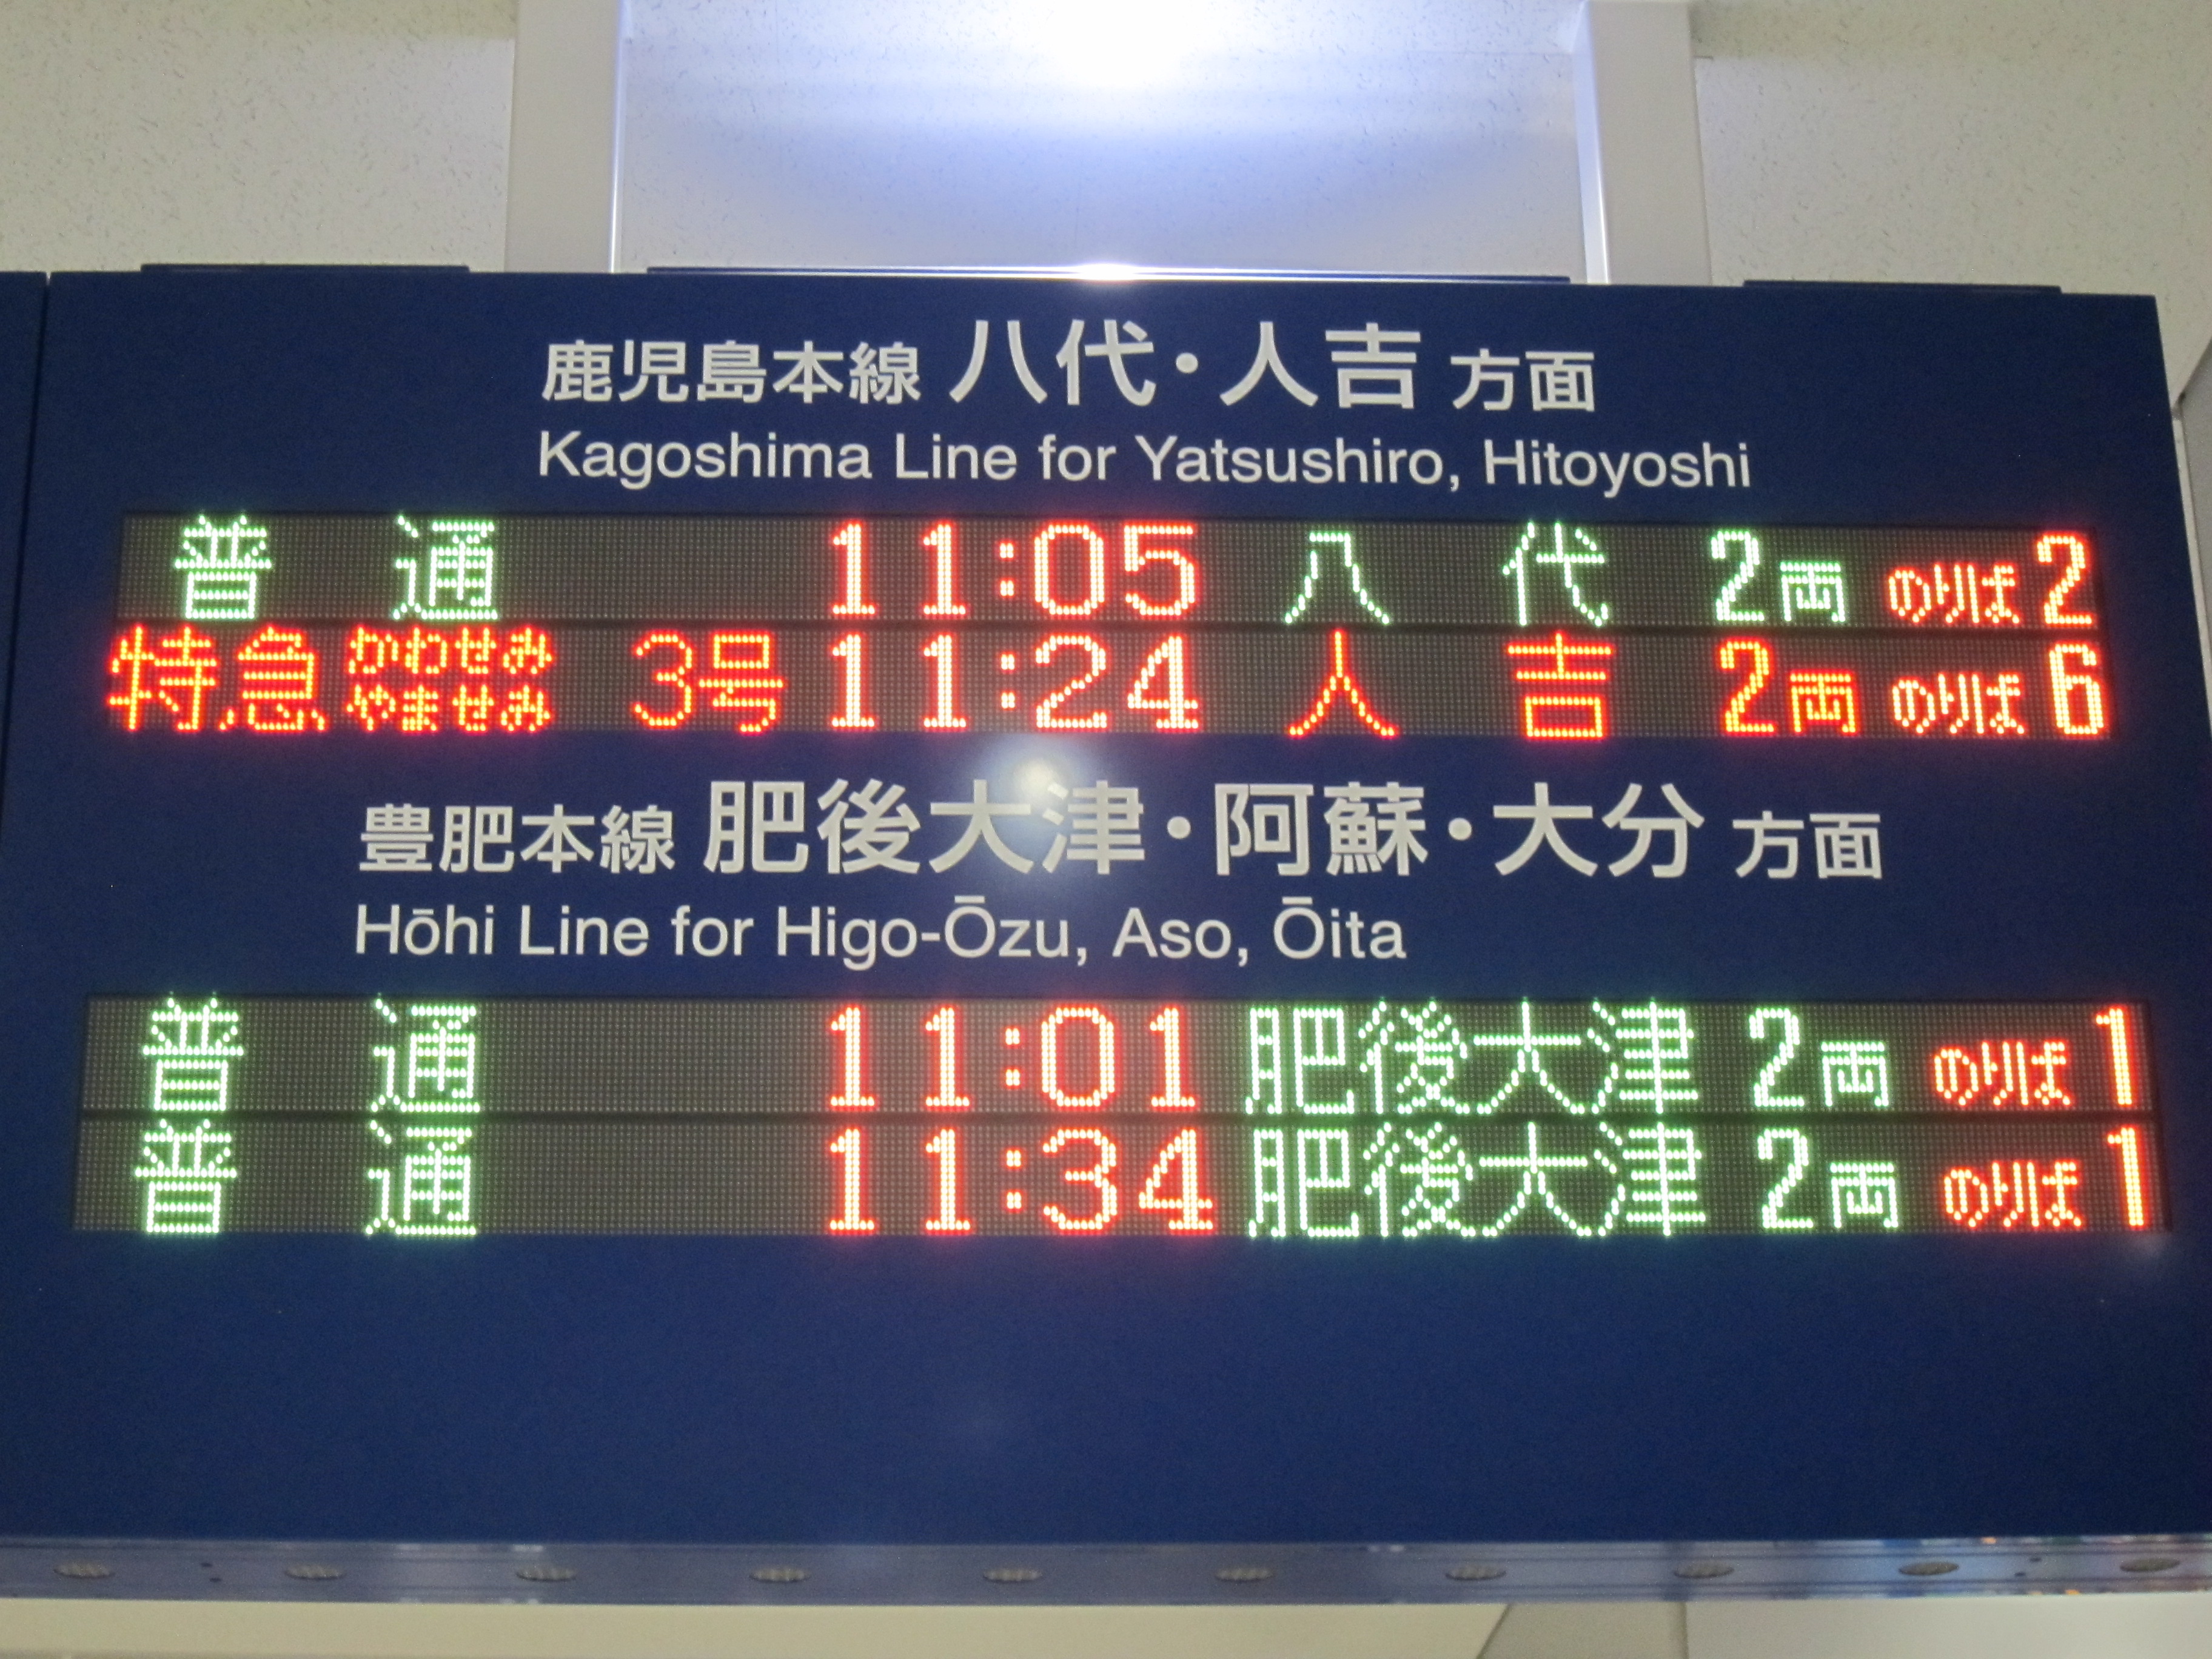 鹿児島本線 八代・人吉 方面
Kagoshima Line for Yatsushiro, Hitoyoshi
普 通 11:05 八 代 2両 のりば 2
特急 かわせみ やませみ 3号 11:24 人 吉 2両 のりば 6
豊肥本線 肥後大津・阿蘇・大分 方面
Hōhi Line for Higo-Ōzu, Aso, Ōita
普 通 11:01 肥後大津 2両 のりば 1
普 通 11:34 肥後大津 2両 のりば 1